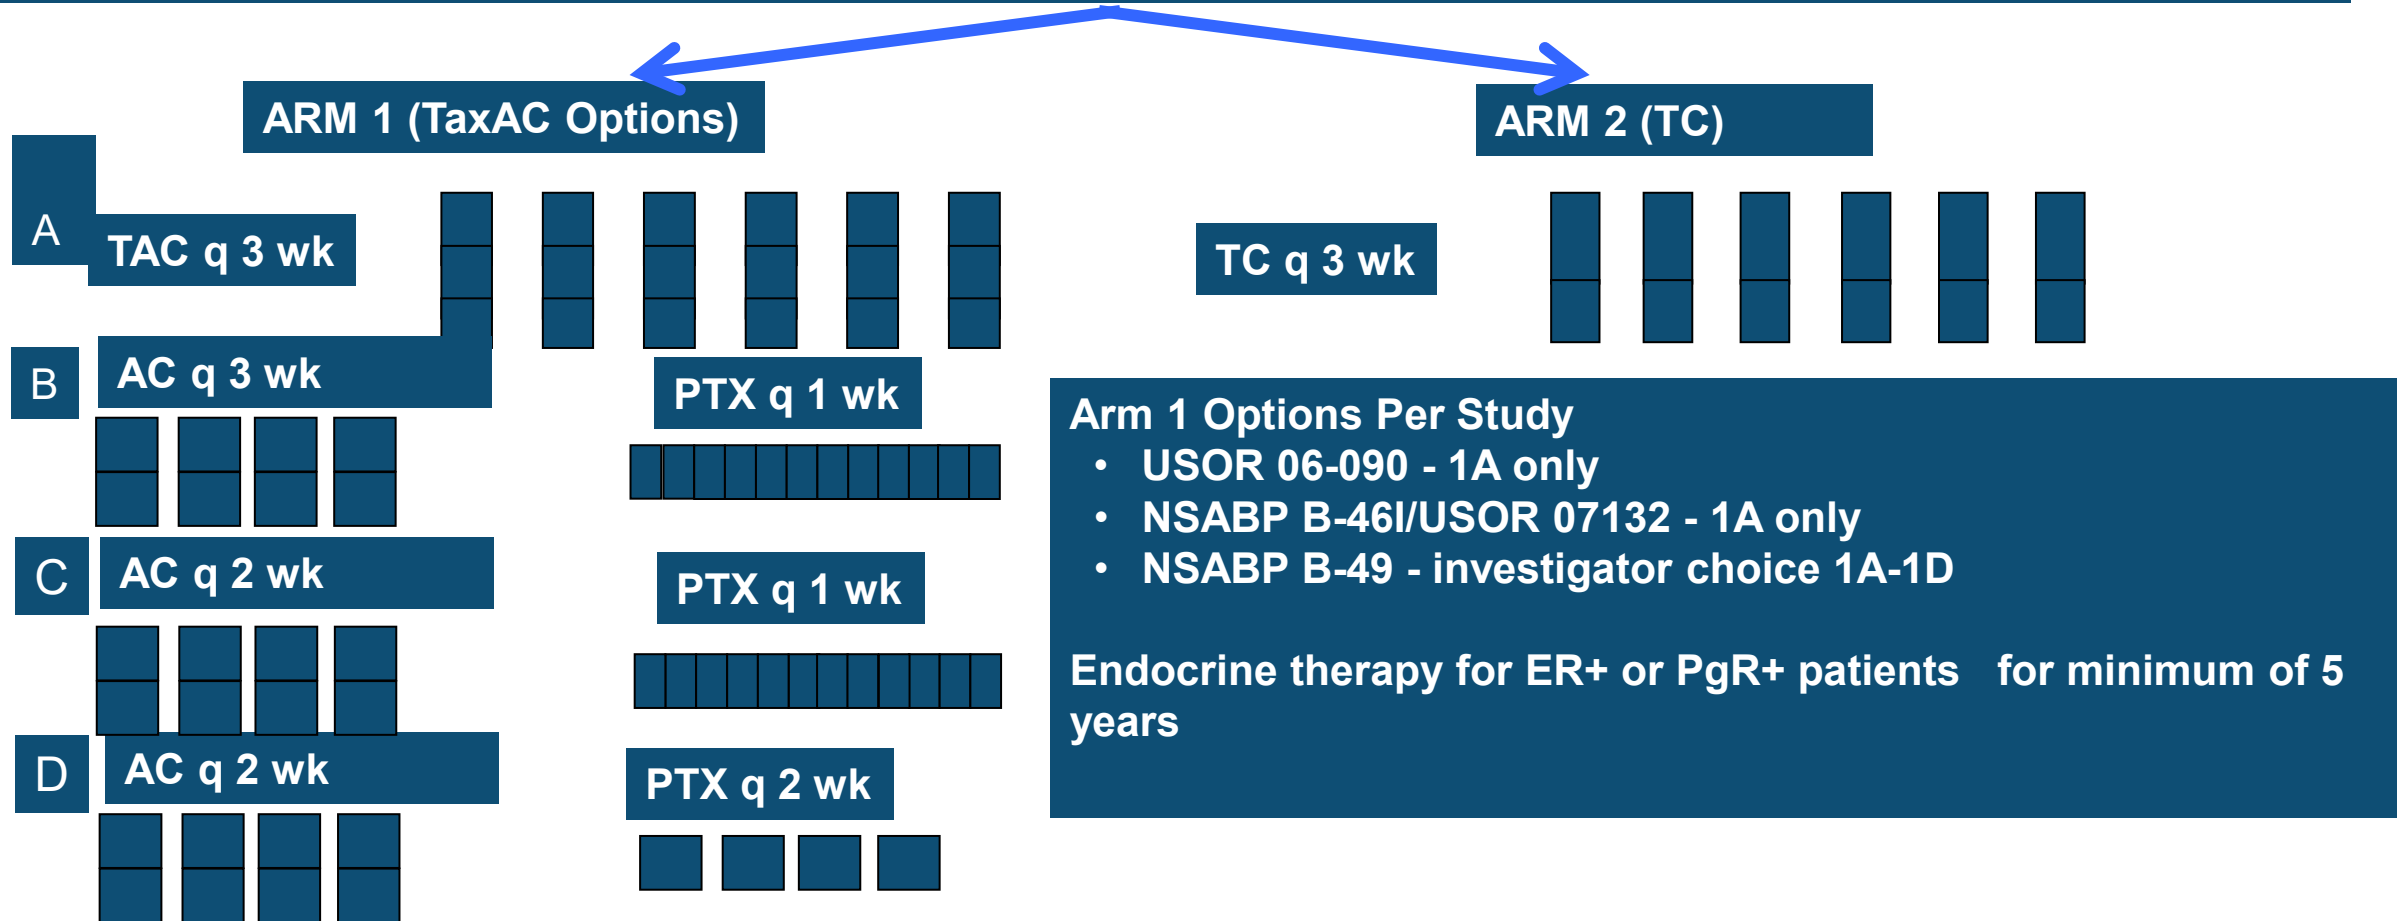 ARM 1 (TaxAC Options)
ARM 2 (TC)
A
TAC q 3 wk
TC q 3 wk
B
AC q 3 wk
PTX q 1 wk
C
AC q 2 wk
PTX q 1 wk
D
AC q 2 wk
PTX q 2 wk
Arm 1 Options Per Study
• USOR 06-090 - 1A only
• NSABP B-46I/USOR 07132 - 1A only
• NSABP B-49 - investigator choice 1A-1D
Endocrine therapy for ER+ or PgR+ patients for minimum of 5
years